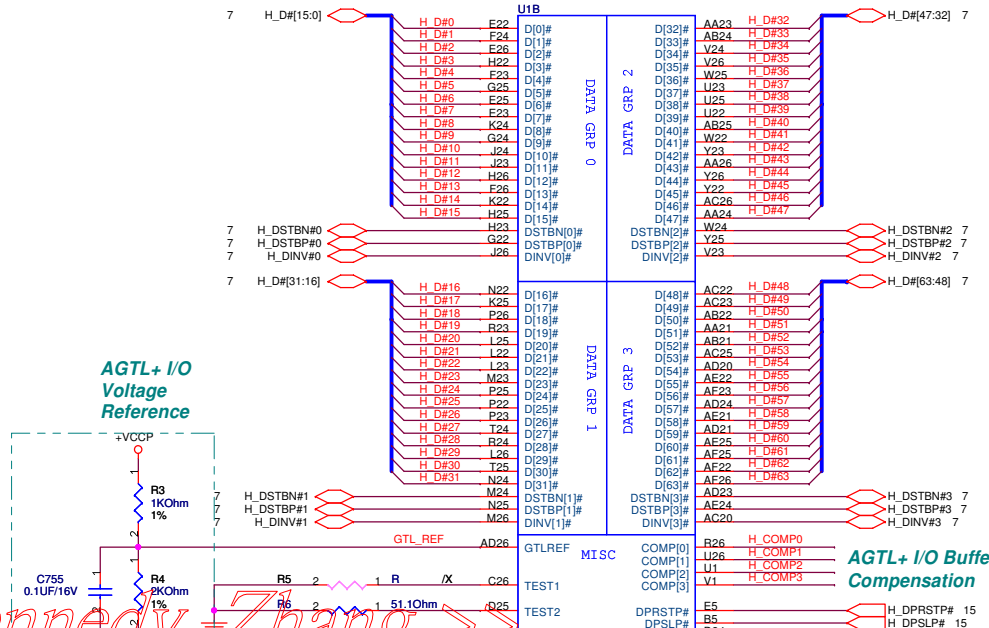 U1B
7 H_D#[15:0]
H_D#0 E22 D[0]#
H_D#1 F24 D[1]#
H_D#2 E26 D[2]#
H_D#3 H22 D[3]#
H_D#4 F23 D[4]#
H_D#5 G25 D[5]#
H_D#6 E25 D[6]#
H_D#7 E23 D[7]#
H_D#8 K24 D[8]#
H_D#9 G24 D[9]#
H_D#10 J24 D[10]#
H_D#11 J23 D[11]#
H_D#12 H26 D[12]#
H_D#13 F26 D[13]#
H_D#14 K22 D[14]#
H_D#15 H25 D[15]#
7 H_DSTBN#0 H23 DSTBN[0]#
7 H_DSTBP#0 G22 DSTBP[0]#
7 H_DINV#0 J26 DINV[0]#
DATA GRP 0
DATA GRP 2
H_D#[47:32] 7
D[32]# AA23 H_D#32
D[33]# AB24 H_D#33
D[34]# V24 H_D#34
D[35]# V26 H_D#35
D[36]# W25 H_D#36
D[37]# U23 H_D#37
D[38]# U25 H_D#38
D[39]# U22 H_D#39
D[40]# AB25 H_D#40
D[41]# W22 H_D#41
D[42]# Y23 H_D#42
D[43]# AA26 H_D#43
D[44]# Y26 H_D#44
D[45]# Y22 H_D#45
D[46]# AC26 H_D#46
D[47]# AA24 H_D#47
DSTBN[2]# W24 H_DSTBN#2 7
DSTBP[2]# Y25 H_DSTBP#2 7
DINV[2]# V23 H_DINV#2 7
7 H_D#[31:16]
H_D#16 N22 D[16]#
H_D#17 K25 D[17]#
H_D#18 P26 D[18]#
H_D#19 R23 D[19]#
H_D#20 L25 D[20]#
H_D#21 L22 D[21]#
H_D#22 L23 D[22]#
H_D#23 M23 D[23]#
H_D#24 P25 D[24]#
H_D#25 P22 D[25]#
H_D#26 P23 D[26]#
H_D#27 T24 D[27]#
H_D#28 R24 D[28]#
H_D#29 L26 D[29]#
H_D#30 T25 D[30]#
H_D#31 N24 D[31]#
7 H_DSTBN#1 M24 DSTBN[1]#
7 H_DSTBP#1 N25 DSTBP[1]#
7 H_DINV#1 M26 DINV[1]#
DATA GRP 1
DATA GRP 3
H_D#[63:48] 7
D[48]# AC22 H_D#48
D[49]# AC23 H_D#49
D[50]# AB22 H_D#50
D[51]# AA21 H_D#51
D[52]# AB21 H_D#52
D[53]# AC25 H_D#53
D[54]# AD20 H_D#54
D[55]# AE22 H_D#55
D[56]# AF23 H_D#56
D[57]# AD24 H_D#57
D[58]# AE21 H_D#58
D[59]# AD21 H_D#59
D[60]# AE25 H_D#60
D[61]# AF25 H_D#61
D[62]# AF22 H_D#62
D[63]# AF26 H_D#63
DSTBN[3]# AD23 H_DSTBN#3 7
DSTBP[3]# AE24 H_DSTBP#3 7
DINV[3]# AC20 H_DINV#3 7
AGTL+ I/O
Voltage
Reference
+VCCP
1
R3
1KOhm
1%
2
GTL_REF AD26 GTLREF
MISC
COMP[0] R26 H_COMP0
COMP[1] U26 H_COMP1
COMP[2] U1 H_COMP2
COMP[3] V1 H_COMP3
AGTL+ I/O Buffe
Compensation
1
C755
0.1UF/16V
2
1
R4
2KOhm
1%
2
R5 2 1 R /X C26 TEST1
R6 2 1 51.1Ohm D25 TEST2
DPRSTP# E5 H_DPRSTP# 15
DPSLP# B5 H_DPSLP# 15
nnedy_Zhang